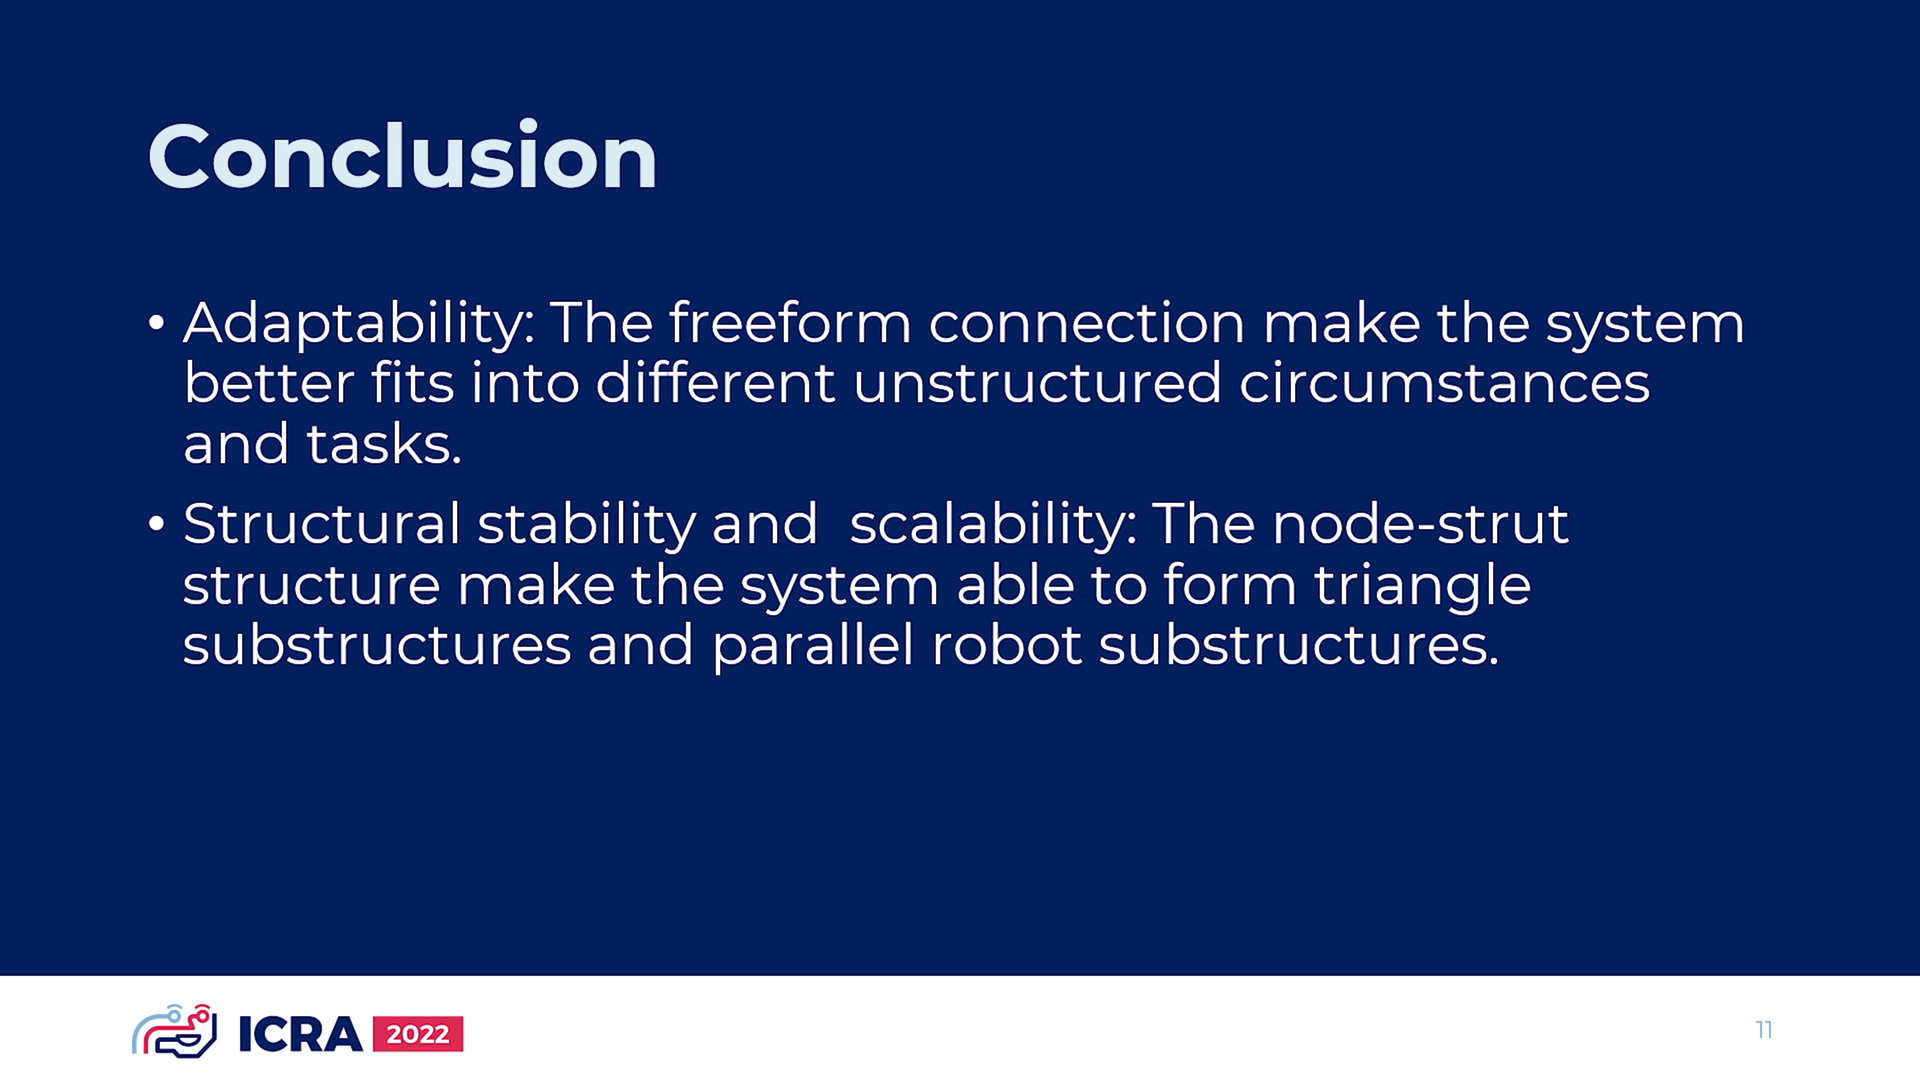 Conclusion
• Adaptability: The freeform connection make the system
better fits into different unstructured circumstances
and tasks.
• Structural stability and  scalability: The node-strut
structure make the system able to form triangle
substructures and parallel robot substructures.
ICRA 2022
11